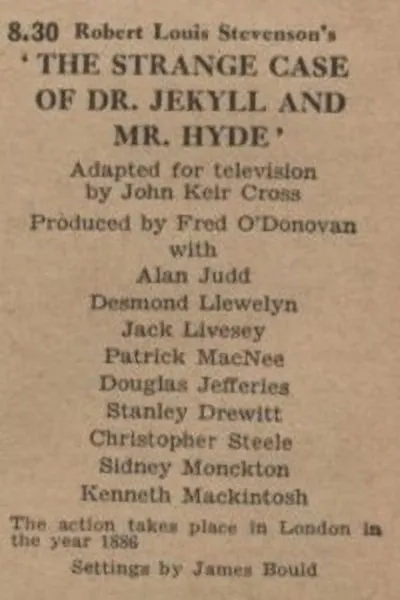 8.30 Robert Louis Stevenson's
'THE STRANGE CASE
OF DR. JEKYLL AND
MR. HYDE'
Adapted for television
by John Keir Cross
Produced by Fred O'Donovan
with
Alan Judd
Desmond Llewelyn
Jack Livesey
Patrick MacNee
Douglas Jefferies
Stanley Drewitt
Christopher Steele
Sidney Monckton
Kenneth Mackintosh
The action takes place in London in
the year 1886
Settings by James Bould